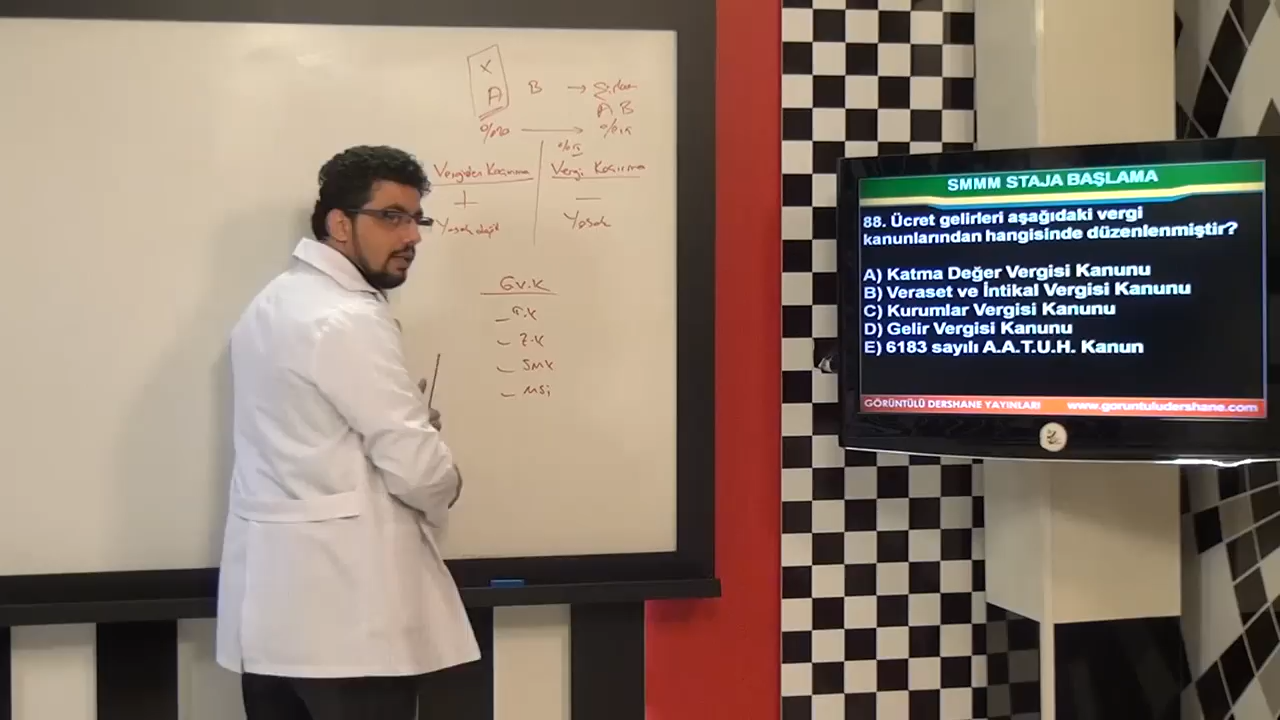 X
A B → Şirket
A B
%40 → %15
%15
Vergiden Kaçınma
Vergi Kaçırma
+
—
Yasak değil
Yasak
G.V.K
Z.K
SMK
MSİ
SMMM STAJA BAŞLAMA
88. Ücret gelirleri aşağıdaki vergi
kanunlarından hangisinde düzenlenmiştir?
A) Katma Değer Vergisi Kanunu
B) Veraset ve İntikal Vergisi Kanunu
C) Kurumlar Vergisi Kanunu
D) Gelir Vergisi Kanunu
E) 6183 sayılı A.A.T.U.H. Kanun
GÖRÜNTÜLÜ DERSHANE YAYINLARI www.goruntuludershane.com